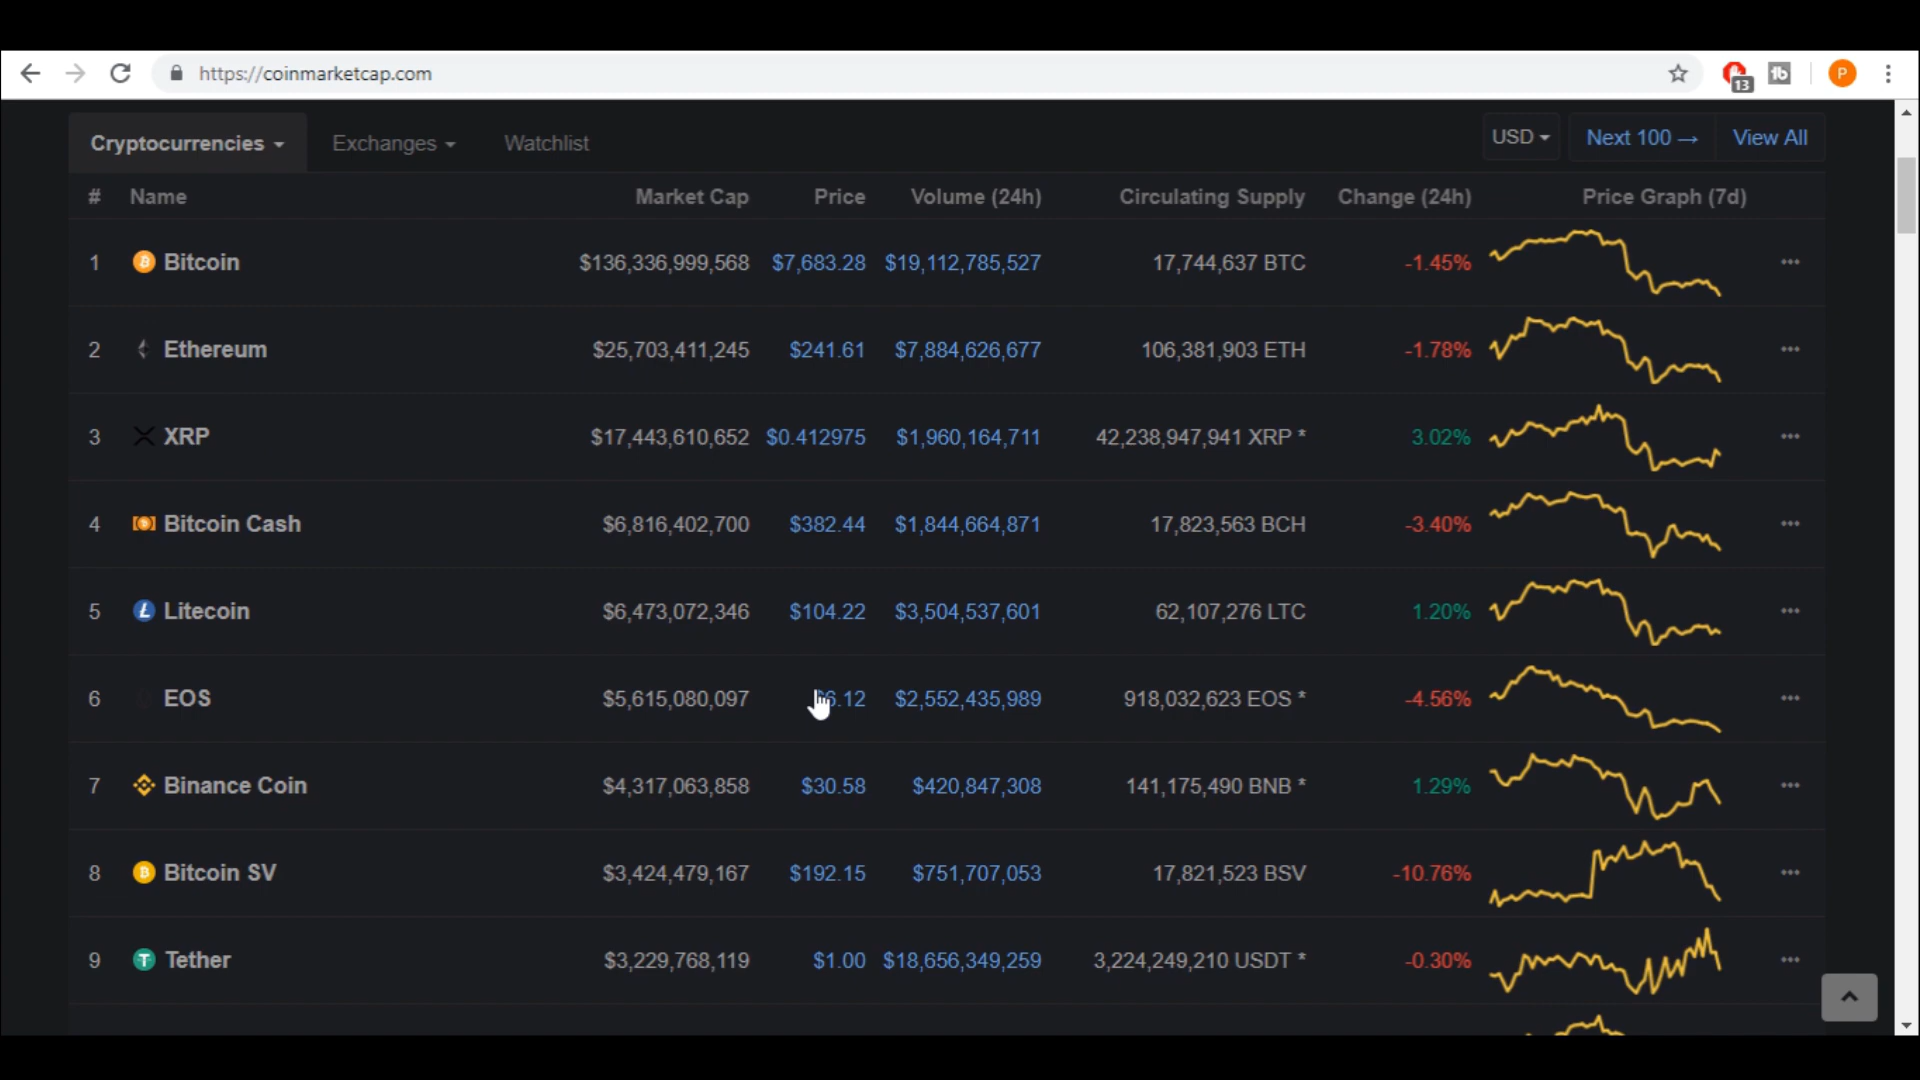 https://coinmarketcap.com
13
P
Cryptocurrencies Exchanges Watchlist USD Next 100 → View All
# Name Market Cap Price Volume (24h) Circulating Supply Change (24h) Price Graph (7d)
1 Bitcoin $136,336,999,568 $7,683.28 $19,112,785,527 17,744,637 BTC -1.45%
2 Ethereum $25,703,411,245 $241.61 $7,884,626,677 106,381,903 ETH -1.78%
3 XRP $17,443,610,652 $0.412975 $1,960,164,711 42,238,947,941 XRP * 3.02%
4 Bitcoin Cash $6,816,402,700 $382.44 $1,844,664,871 17,823,563 BCH -3.40%
5 Litecoin $6,473,072,346 $104.22 $3,504,537,601 62,107,276 LTC 1.20%
6 EOS $5,615,080,097 $6.12 $2,552,435,989 918,032,623 EOS * -4.56%
7 Binance Coin $4,317,063,858 $30.58 $420,847,308 141,175,490 BNB * 1.29%
8 Bitcoin SV $3,424,479,167 $192.15 $751,707,053 17,821,523 BSV -10.76%
9 Tether $3,229,768,119 $1.00 $18,656,349,259 3,224,249,210 USDT * -0.30%